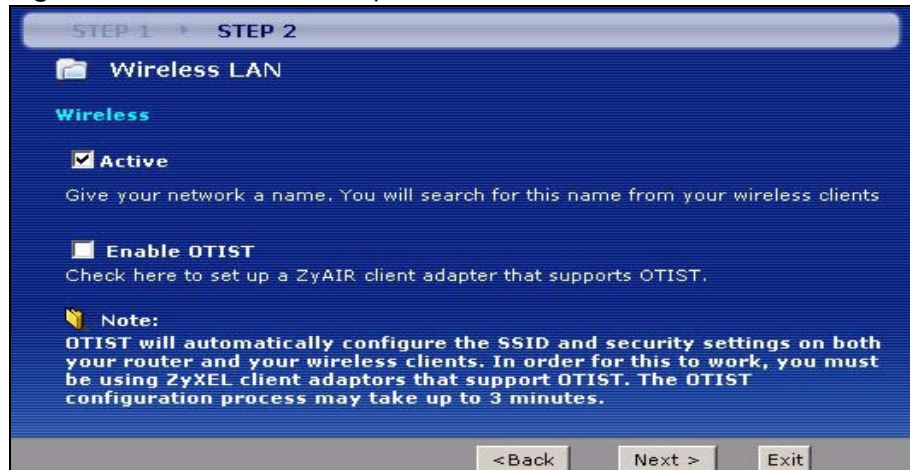 STEP 1 STEP 2
Wireless LAN
Wireless
Active
Give your network a name. You will search for this name from your wireless clients
Enable OTIST
Check here to set up a ZyAIR client adapter that supports OTIST.
Note:
OTIST will automatically configure the SSID and security settings on both
your router and your wireless clients. In order for this to work, you must
be using ZyXEL client adaptors that support OTIST. The OTIST
configuration process may take up to 3 minutes.
<Back Next > Exit